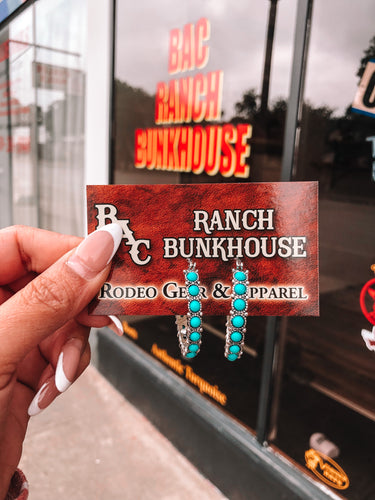 BAC
RANCH
BUNKHOUSE
BAC
RANCH
BUNKHOUSE
RODEO GEAR & APPAREL
Authentic Turquoise